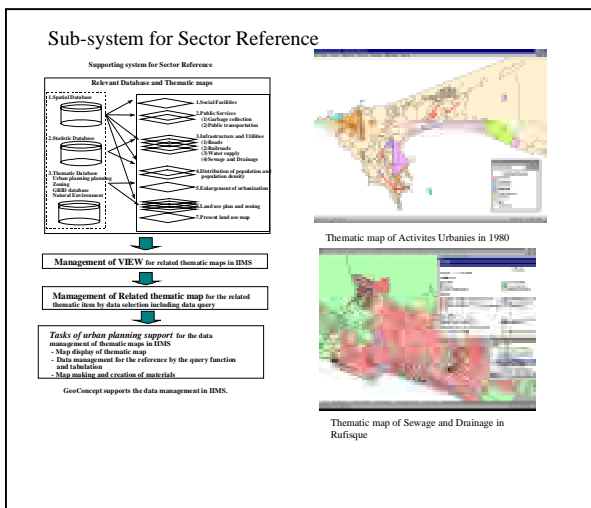 Sub-system for Sector Reference
Supporting system for Sector Reference
Relevant Database and Thematic maps
1.Spatial Database
2.Statistic Database
3.Thematic Database
Urban planning planning
Zoning
GRID database
Natural Environment
1.Social Facilities
2.Public Services
(1)Garbage collection
(2)Public transportation
3.Infrastructure and Utilities
(1)Roads
(2)Railroads
(3)Water supply
(4)Sewage and Drainage
4.Distribution of population and
population density
5.Enlargement of urbanization
6.Land use plan and zoning
7.Present land use map
Management of VIEW for related thematic maps in IIMS
Management of Related thematic map for the related
thematic item by data selection including data query
Tasks of urban planning support for the data
management of thematic maps in IIMS
- Map display of thematic map
- Data management for the reference by the query function
and tabulation
- Map making and creation of materials
GeoConcept supports the data management in IIMS.
Thematic map of Activites Urbanies in 1980
Thematic map of Sewage and Drainage in
Rufisque